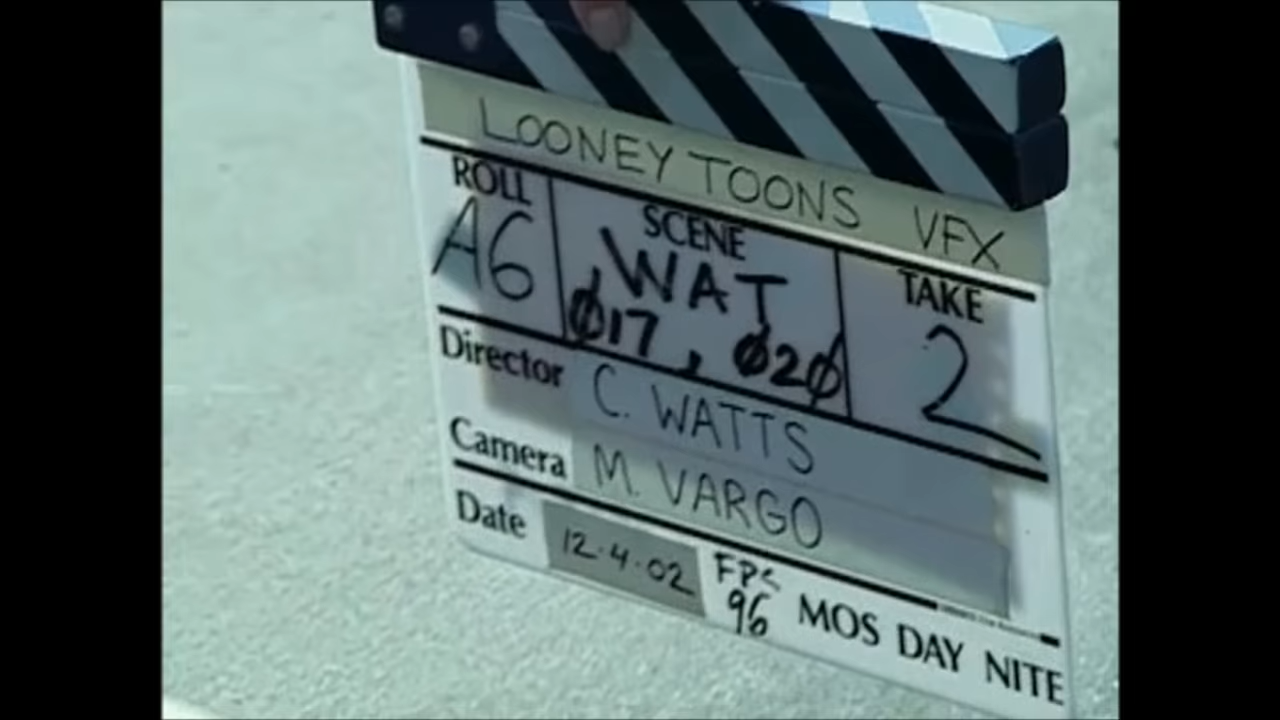 LOONEY TOONS VFX
ROLL SCENE TAKE
A6 WAT 2
Ø17, Ø2Ø
Director C. WATTS
Camera M. VARGO
Date 12.4.02 FPS MOS DAY NITE
96